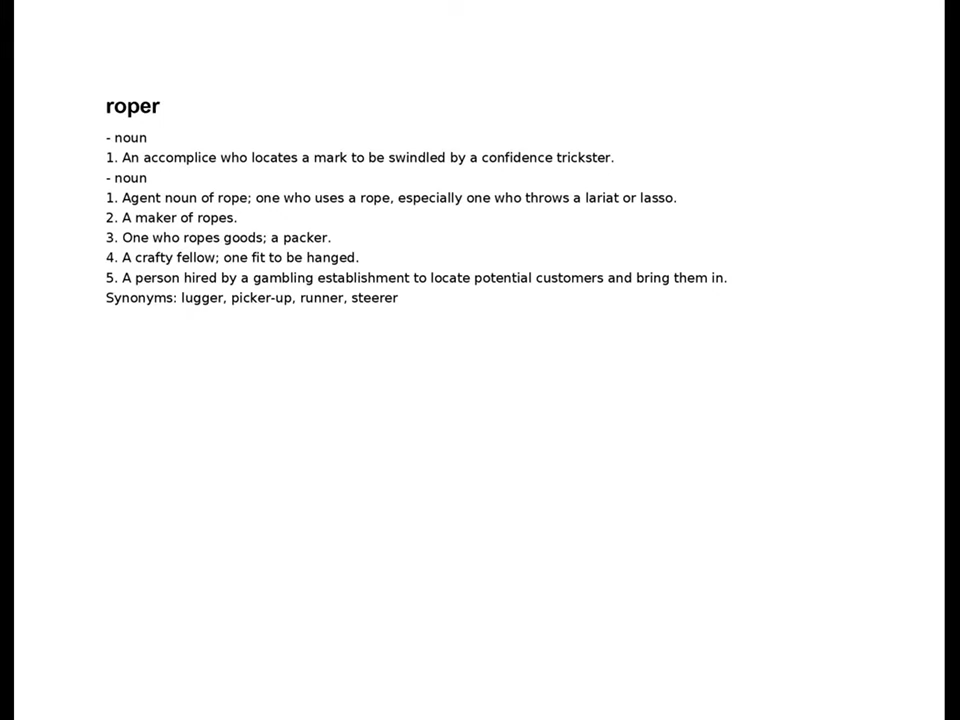 roper
- noun
1. An accomplice who locates a mark to be swindled by a confidence trickster.
- noun
1. Agent noun of rope; one who uses a rope, especially one who throws a lariat or lasso.
2. A maker of ropes.
3. One who ropes goods; a packer.
4. A crafty fellow; one fit to be hanged.
5. A person hired by a gambling establishment to locate potential customers and bring them in.
Synonyms: lugger, picker-up, runner, steerer